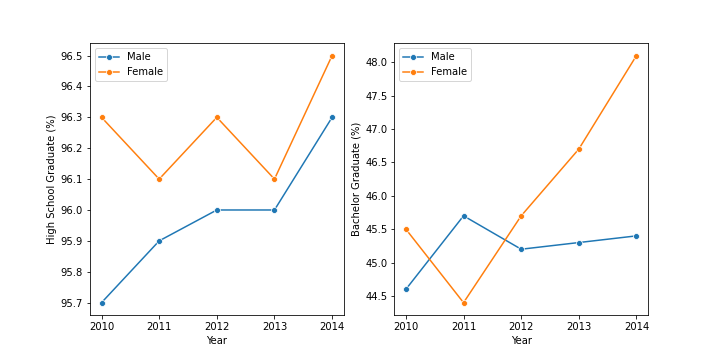 High School Graduate (%)
96.5
96.4
96.3
96.2
96.1
96.0
95.9
95.8
95.7
Male
Female
2010 2011 2012 2013 2014
Year
Bachelor Graduate (%)
48.0
47.5
47.0
46.5
46.0
45.5
45.0
44.5
Male
Female
2010 2011 2012 2013 2014
Year